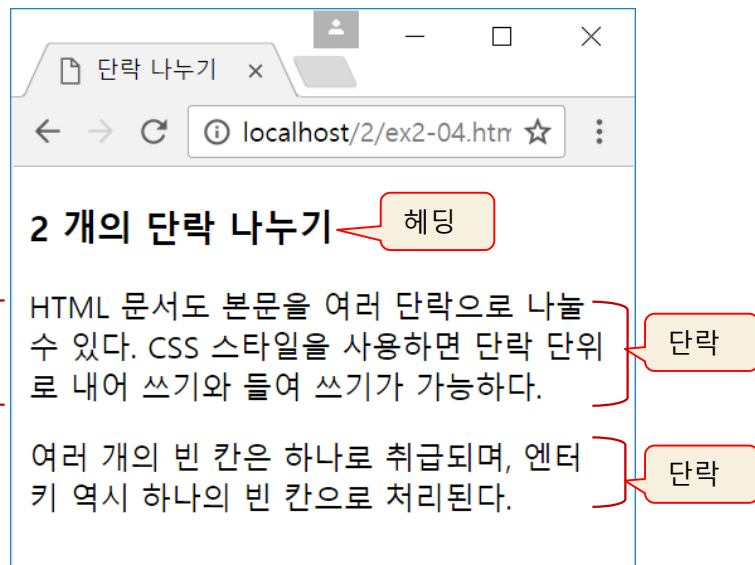 단락 나누기
localhost/2/ex2-04.htm
2 개의 단락 나누기
헤딩
HTML 문서도 본문을 여러 단락으로 나눌
수 있다. CSS 스타일을 사용하면 단락 단위
로 내어 쓰기와 들여 쓰기가 가능하다.
단락
여러 개의 빈 칸은 하나로 취급되며, 엔터
키 역시 하나의 빈 칸으로 처리된다.
단락